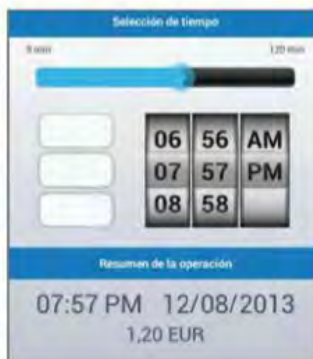 Selección de tiempo
120 min
06 56 AM
07 57 PM
08 58
Resumen de la operación
07:57 PM 12/08/2013
1,20 EUR